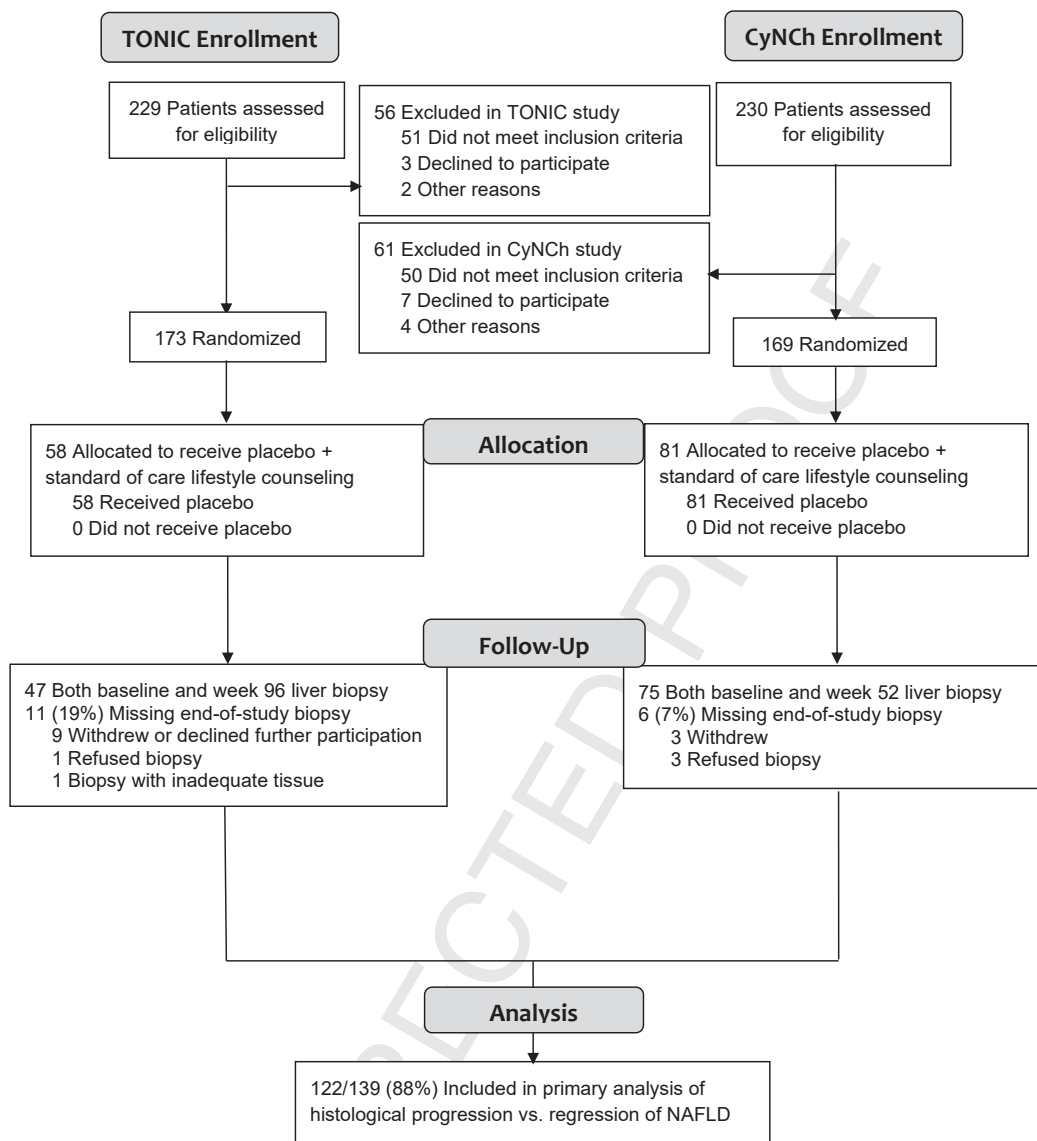 TONIC Enrollment
CyNCh Enrollment
229 Patients assessed
for eligibility
56 Excluded in TONIC study
51 Did not meet inclusion criteria
3 Declined to participate
2 Other reasons
230 Patients assessed
for eligibility
61 Excluded in CyNCh study
50 Did not meet inclusion criteria
7 Declined to participate
4 Other reasons
173 Randomized
169 Randomized
Allocation
58 Allocated to receive placebo +
standard of care lifestyle counseling
58 Received placebo
0 Did not receive placebo
81 Allocated to receive placebo +
standard of care lifestyle counseling
81 Received placebo
0 Did not receive placebo
Follow-Up
47 Both baseline and week 96 liver biopsy
11 (19%) Missing end-of-study biopsy
9 Withdrew or declined further participation
1 Refused biopsy
1 Biopsy with inadequate tissue
75 Both baseline and week 52 liver biopsy
6 (7%) Missing end-of-study biopsy
3 Withdrew
3 Refused biopsy
Analysis
122/139 (88%) Included in primary analysis of
histological progression vs. regression of NAFLD
RECTED PROOF